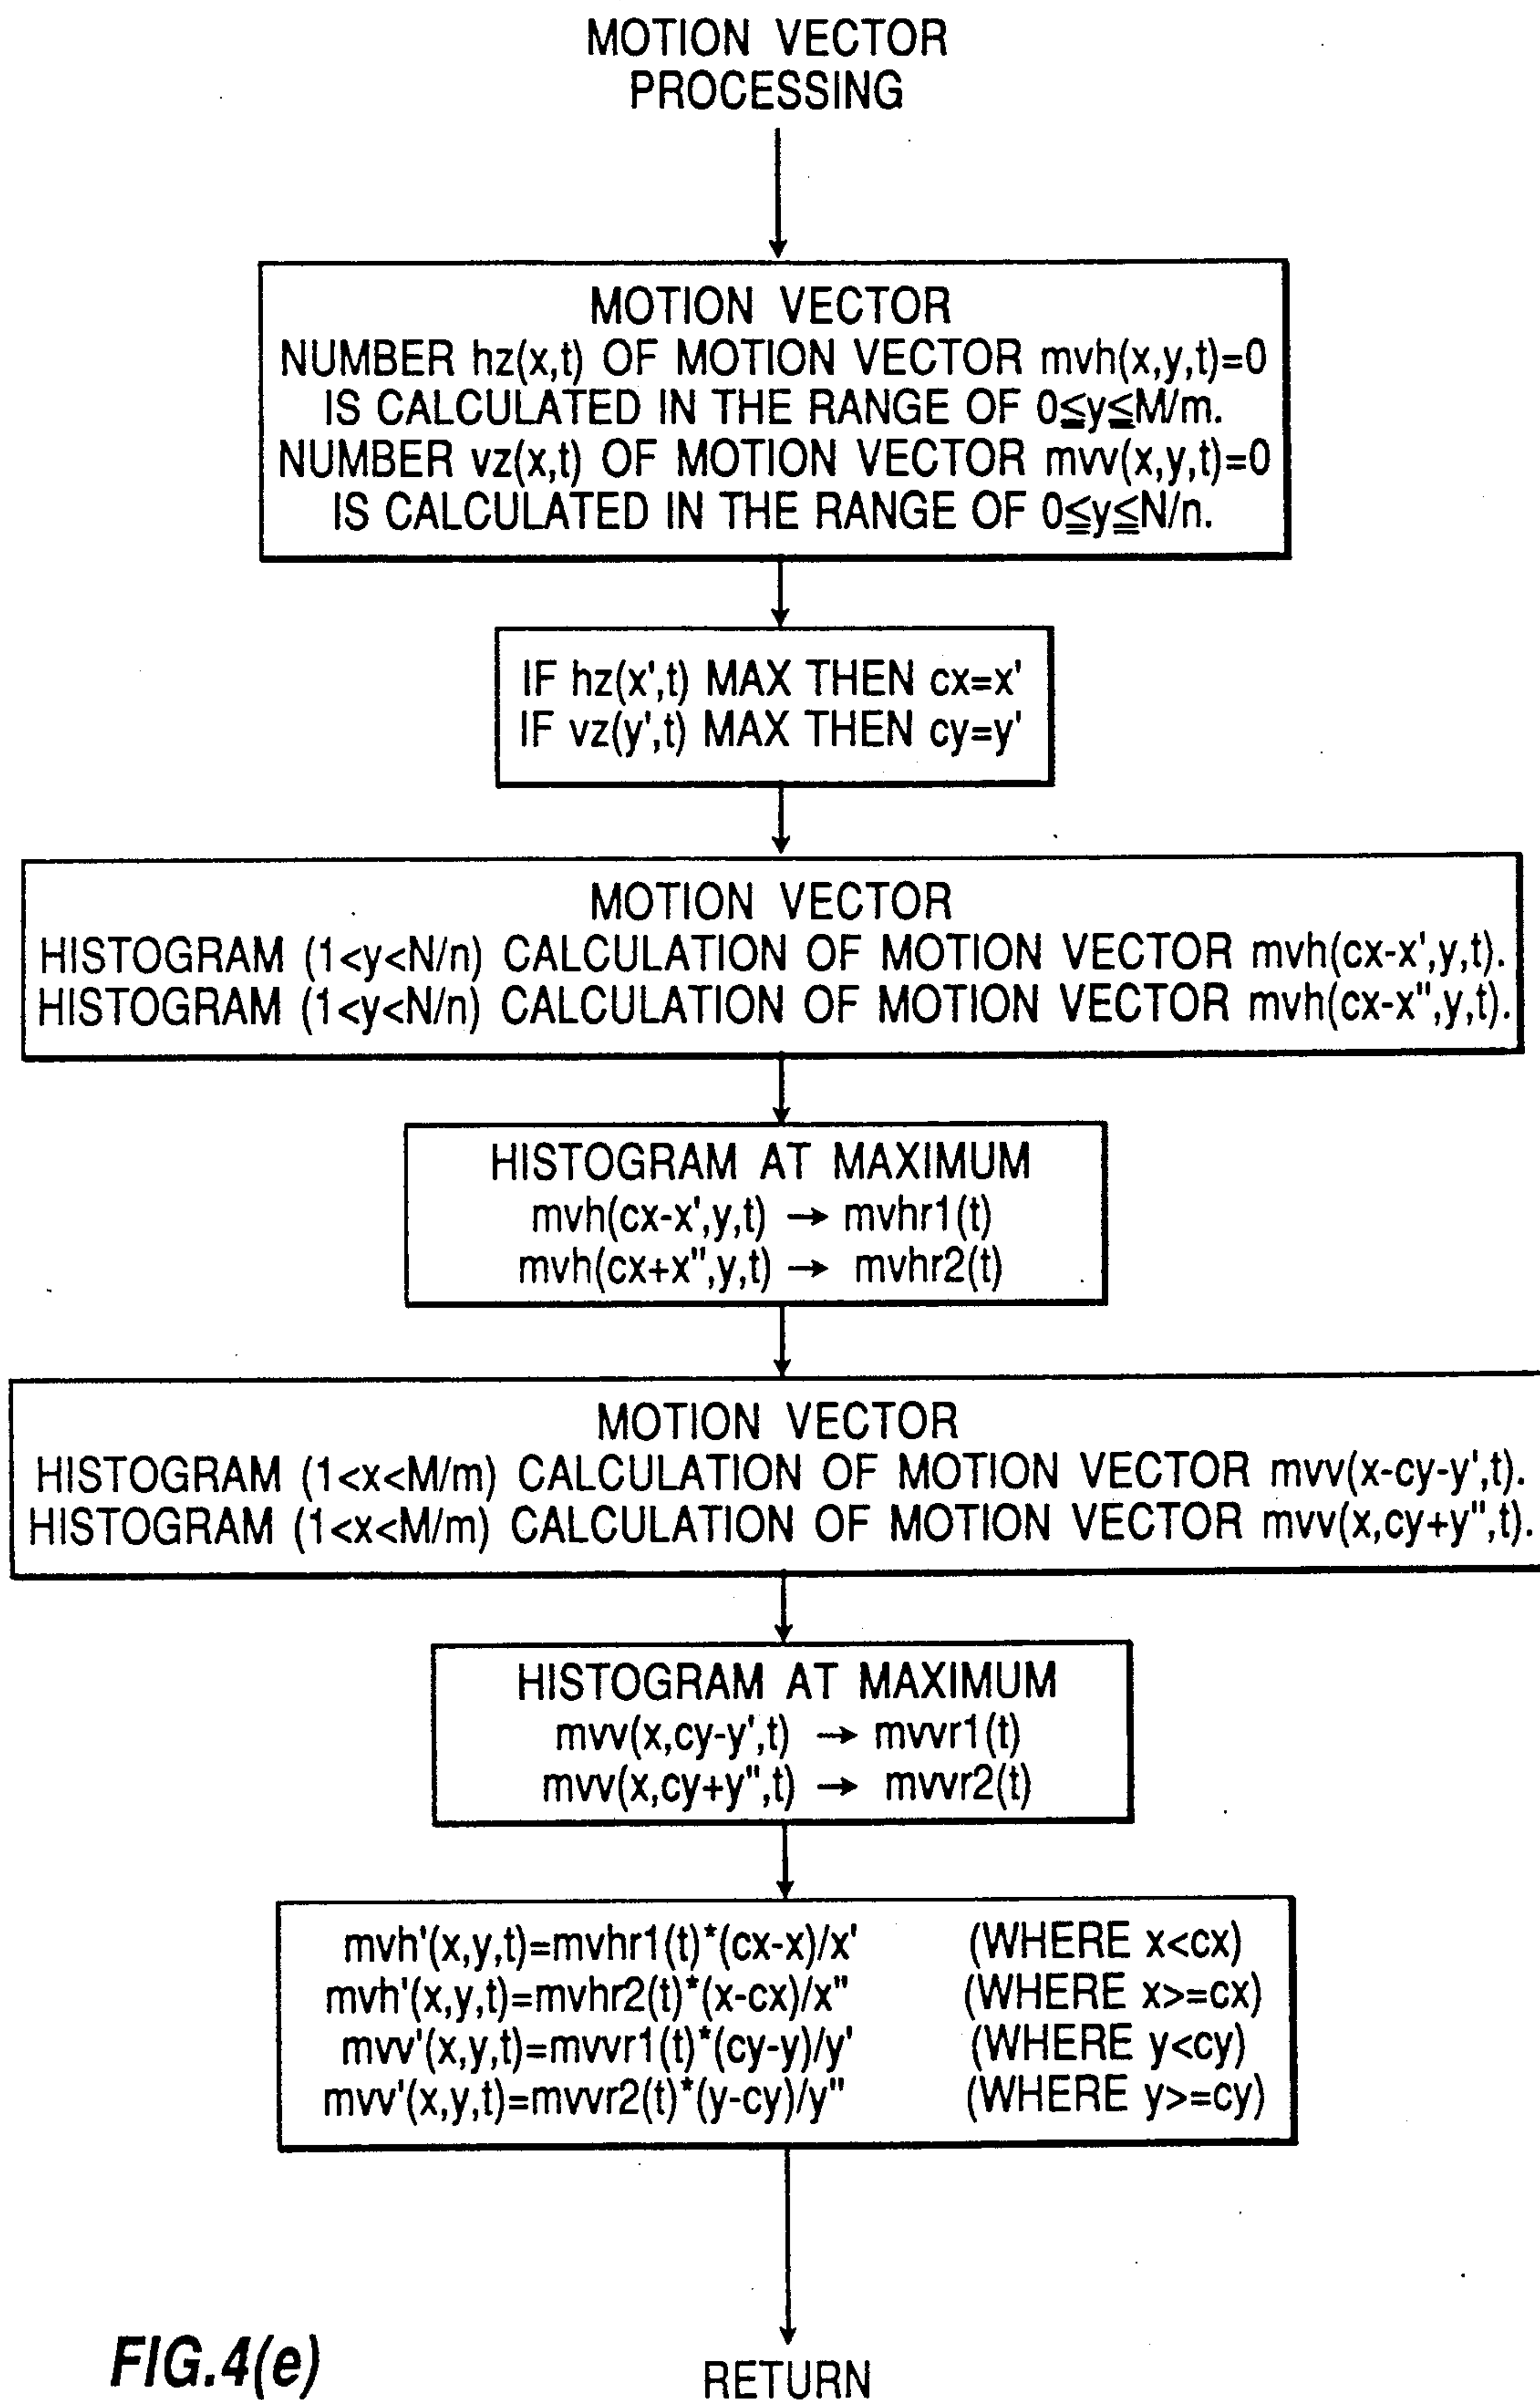 MOTION VECTOR
PROCESSING
MOTION VECTOR
NUMBER hz(x,t) OF MOTION VECTOR mvh(x,y,t)=0
IS CALCULATED IN THE RANGE OF 0≦y≦M/m.
NUMBER vz(x,t) OF MOTION VECTOR mvv(x,y,t)=0
IS CALCULATED IN THE RANGE OF 0≦y≦N/n.
IF hz(x',t) MAX THEN cx=x'
IF vz(y',t) MAX THEN cy=y'
MOTION VECTOR
HISTOGRAM (1<y<N/n) CALCULATION OF MOTION VECTOR mvh(cx-x',y,t).
HISTOGRAM (1<y<N/n) CALCULATION OF MOTION VECTOR mvh(cx-x",y,t).
HISTOGRAM AT MAXIMUM
mvh(cx-x',y,t) → mvhr1(t)
mvh(cx+x",y,t) → mvhr2(t)
MOTION VECTOR
HISTOGRAM (1<x<M/m) CALCULATION OF MOTION VECTOR mvv(x-cy-y',t).
HISTOGRAM (1<x<M/m) CALCULATION OF MOTION VECTOR mvv(x,cy+y",t).
HISTOGRAM AT MAXIMUM
mvv(x,cy-y',t) → mvvr1(t)
mvv(x,cy+y",t) → mvvr2(t)
mvh'(x,y,t)=mvhr1(t)*(cx-x)/x' (WHERE x<cx)
mvh'(x,y,t)=mvhr2(t)*(x-cx)/x" (WHERE x>=cx)
mvv'(x,y,t)=mvvr1(t)*(cy-y)/y' (WHERE y<cy)
mvv'(x,y,t)=mvvr2(t)*(y-cy)/y" (WHERE y>=cy)
RETURN
FIG.4(e)